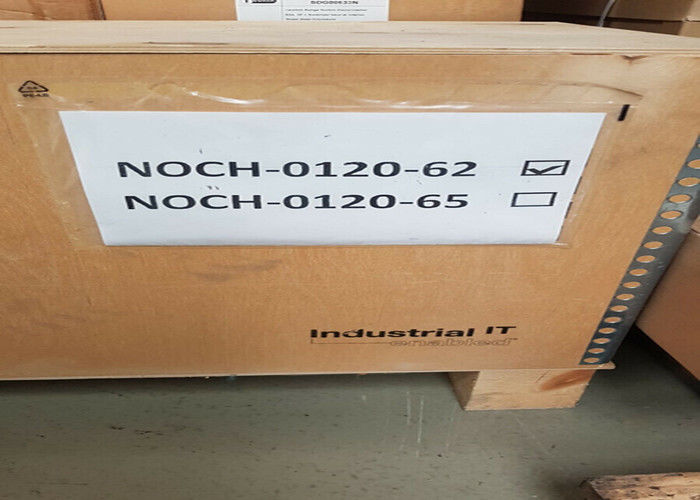 NOCH-0120-62
NOCH-0120-65
Industrial IT
enabled